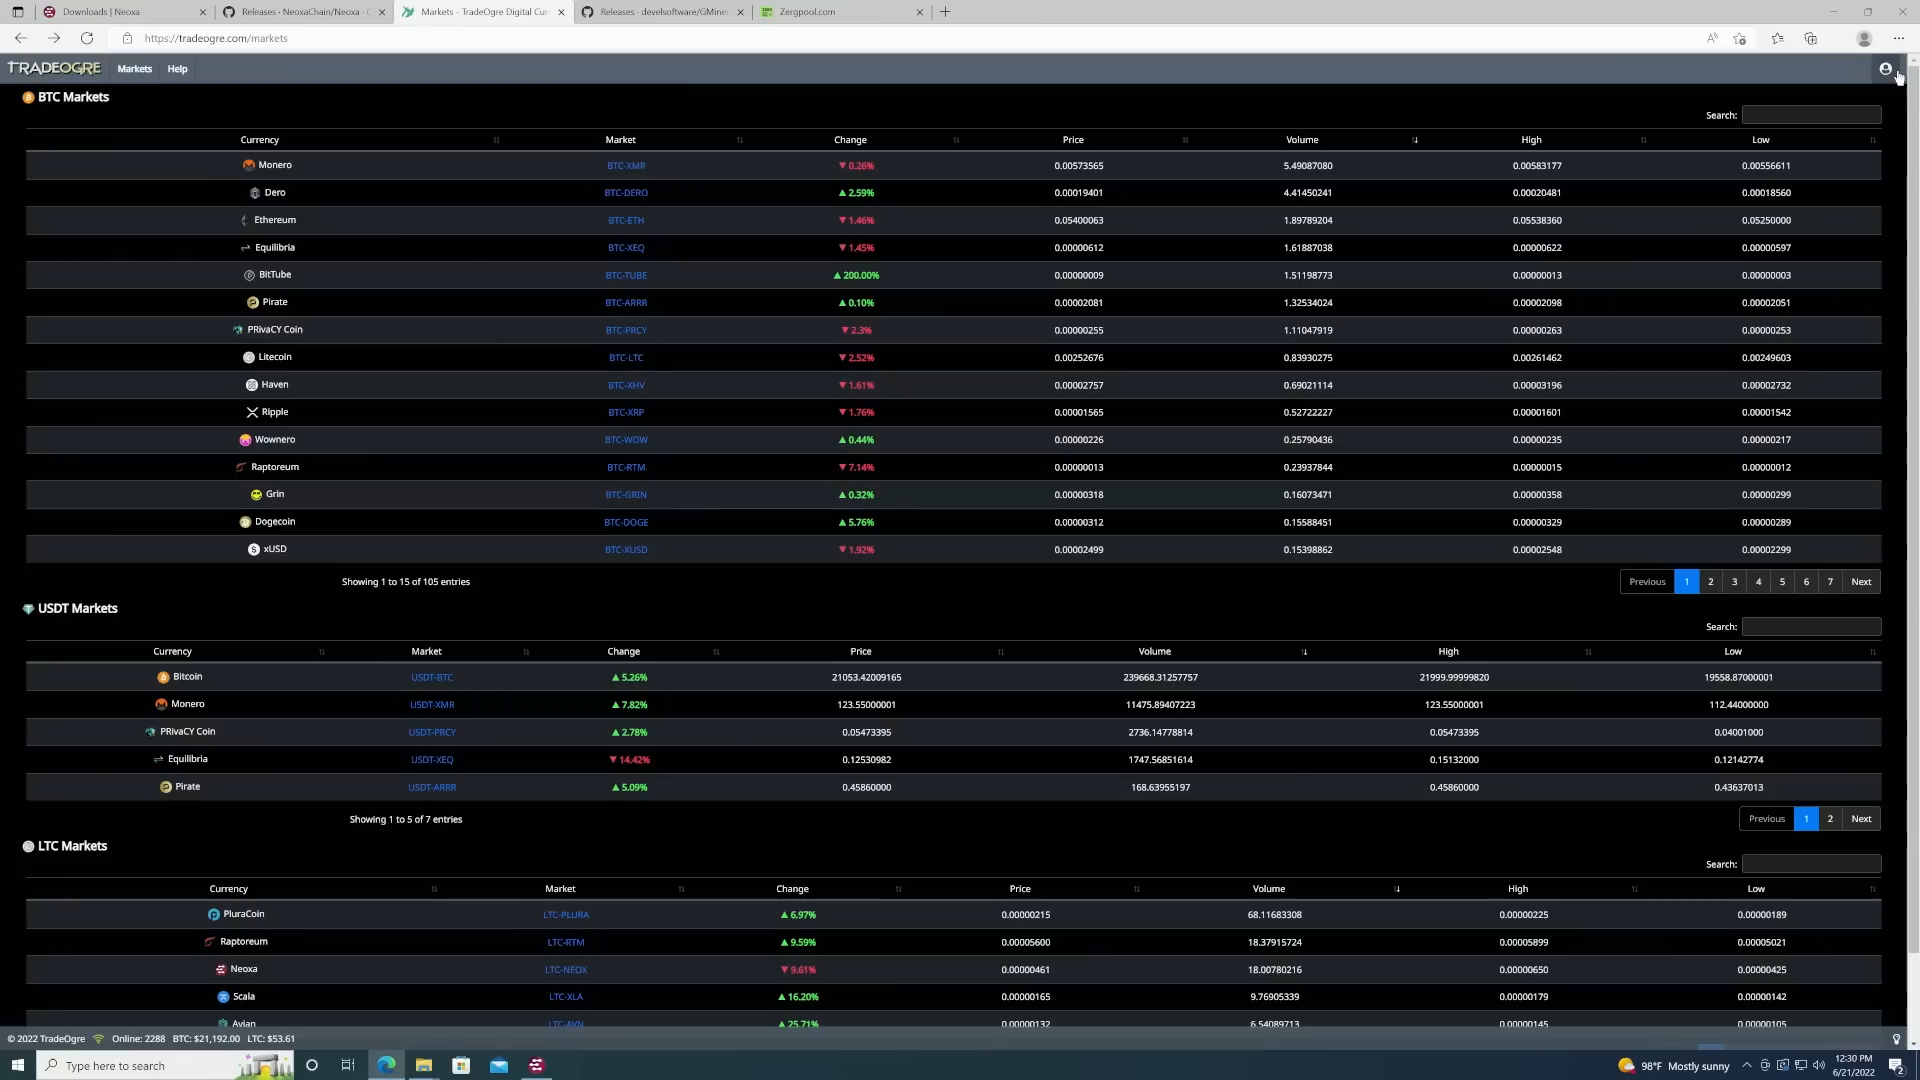 Downloads | Neoxa
Releases · NeoxaChain/Neoxa · G
Markets - TradeOgre Digital Cur
Releases · develsoftware/GMiner
Zergpool.com
https://tradeogre.com/markets
TRADEOGRE Markets Help
BTC Markets
Search:
Currency Market Change Price Volume High Low
Monero BTC-XMR ▼ 0.26% 0.00573565 5.49087080 0.00583177 0.00556611
Dero BTC-DERO ▲ 2.59% 0.00019401 4.41450241 0.00020481 0.00018560
Ethereum BTC-ETH ▼ 1.46% 0.05400063 1.89789204 0.05538360 0.05250000
Equilibria BTC-XEQ ▼ 1.45% 0.00000612 1.61887038 0.00000622 0.00000597
BitTube BTC-TUBE ▲ 200.00% 0.00000009 1.51198773 0.00000013 0.00000003
Pirate BTC-ARRR ▲ 0.10% 0.00002081 1.32534024 0.00002098 0.00002051
PRivaCY Coin BTC-PRCY ▼ 2.3% 0.00000255 1.11047919 0.00000263 0.00000253
Litecoin BTC-LTC ▼ 2.52% 0.00252676 0.83930275 0.00261462 0.00249603
Haven BTC-XHV ▼ 1.61% 0.00002757 0.69021114 0.00003196 0.00002732
Ripple BTC-XRP ▼ 1.76% 0.00001565 0.52722227 0.00001601 0.00001542
Wownero BTC-WOW ▲ 0.44% 0.00000226 0.25790436 0.00000235 0.00000217
Raptoreum BTC-RTM ▼ 7.14% 0.00000013 0.23937844 0.00000015 0.00000012
Grin BTC-GRIN ▲ 0.32% 0.00000318 0.16073471 0.00000358 0.00000299
Dogecoin BTC-DOGE ▲ 5.76% 0.00000312 0.15588451 0.00000329 0.00000289
xUSD BTC-XUSD ▼ 1.92% 0.00002499 0.15398862 0.00002548 0.00002299
Showing 1 to 15 of 105 entries Previous 1 2 3 4 5 6 7 Next
USDT Markets
Search:
Currency Market Change Price Volume High Low
Bitcoin USDT-BTC ▲ 5.26% 21053.42009165 239668.31257757 21999.99999820 19558.87000001
Monero USDT-XMR ▲ 7.82% 123.55000001 11475.89407223 123.55000001 112.44000000
PRivaCY Coin USDT-PRCY ▲ 2.78% 0.05473395 2736.14778814 0.05473395 0.04001000
Equilibria USDT-XEQ ▼ 14.42% 0.12530982 1747.56851614 0.15132000 0.12142774
Pirate USDT-ARRR ▲ 5.09% 0.45860000 168.63955197 0.45860000 0.43637013
Showing 1 to 5 of 7 entries Previous 1 2 Next
LTC Markets
Search:
Currency Market Change Price Volume High Low
PluraCoin LTC-PLURA ▲ 6.97% 0.00000215 68.11683308 0.00000225 0.00000189
Raptoreum LTC-RTM ▲ 9.59% 0.00005600 18.37915724 0.00005899 0.00005021
Neoxa LTC-NEOX ▼ 9.61% 0.00000461 18.00780216 0.00000650 0.00000425
Scala LTC-XLA ▲ 16.20% 0.00000165 9.76905339 0.00000179 0.00000142
Avian LTC-AVN ▲ 25.71% 0.00000132 6.54089713 0.00000145 0.00000105
© 2022 TradeOgre Online: 2288 BTC: $21,192.00 LTC: $53.61
Type here to search
98°F Mostly sunny
12:30 PM
6/21/2022
2